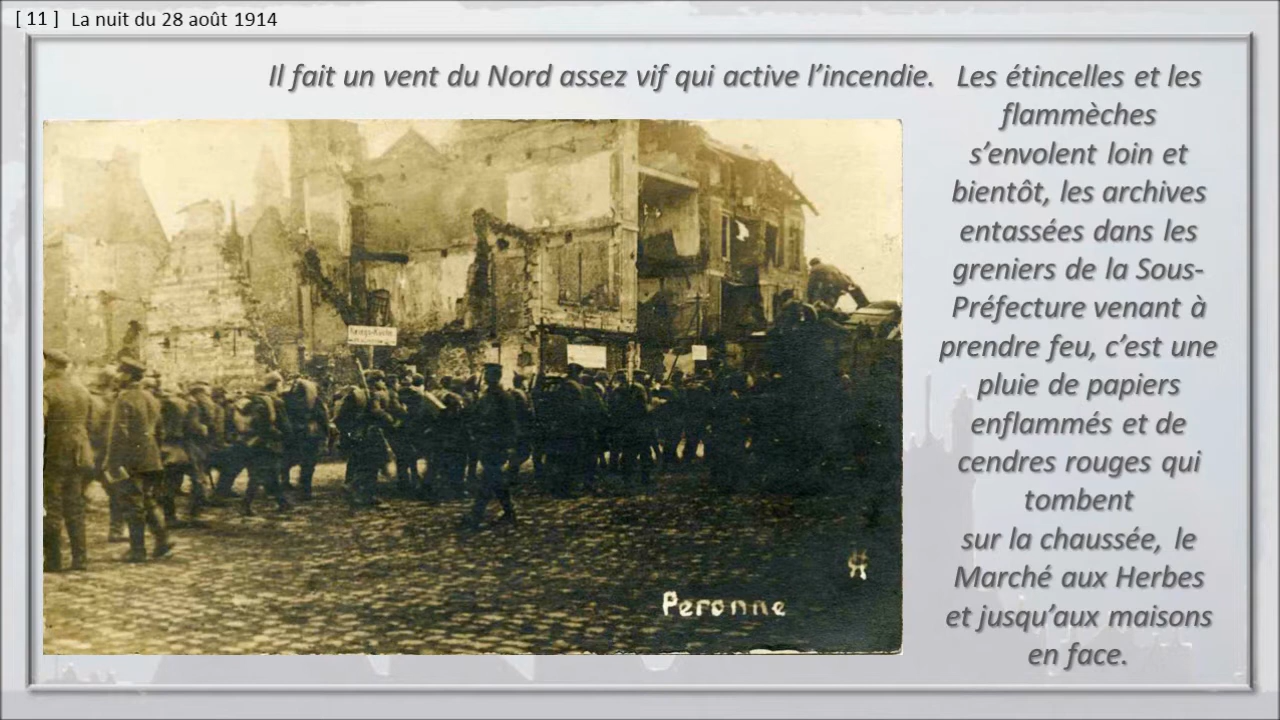 [ 11 ] La nuit du 28 août 1914
Il fait un vent du Nord assez vif qui active l’incendie. Les étincelles et les
flammèches
s’envolent loin et
bientôt, les archives
entassées dans les
greniers de la Sous-
Préfecture venant à
prendre feu, c’est une
pluie de papiers
enflammés et de
cendres rouges qui
tombent
sur la chaussée, le
Marché aux Herbes
et jusqu’aux maisons
en face.
Kriegs-Kasse
Peronne